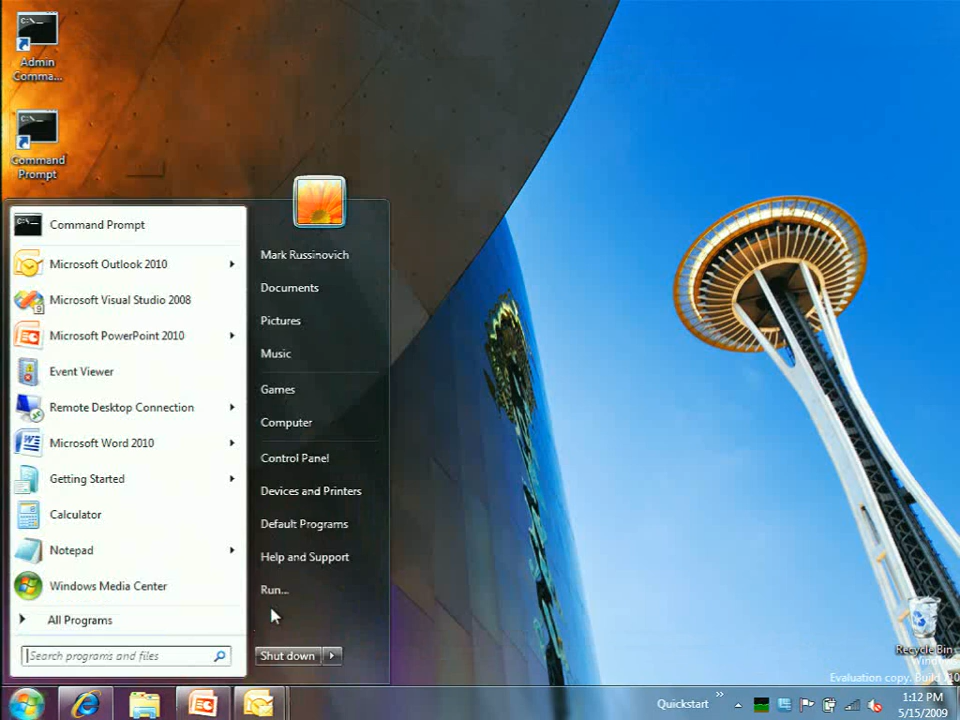 Admin
Comma...
Command
Prompt
Command Prompt
Microsoft Outlook 2010
Microsoft Visual Studio 2008
Microsoft PowerPoint 2010
Event Viewer
Remote Desktop Connection
Microsoft Word 2010
Getting Started
Calculator
Notepad
Windows Media Center
All Programs
Search programs and files
Mark Russinovich
Documents
Pictures
Music
Games
Computer
Control Panel
Devices and Printers
Default Programs
Help and Support
Run...
Shut down
Recycle Bin
Evaluation copy.
Quickstart
1:12 PM
5/15/2009